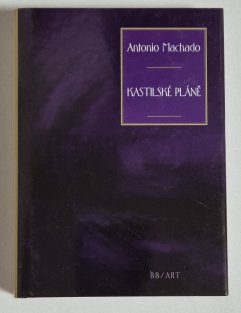 Antonio Machado
KASTILSKÉ PLÁNĚ
BB/ART